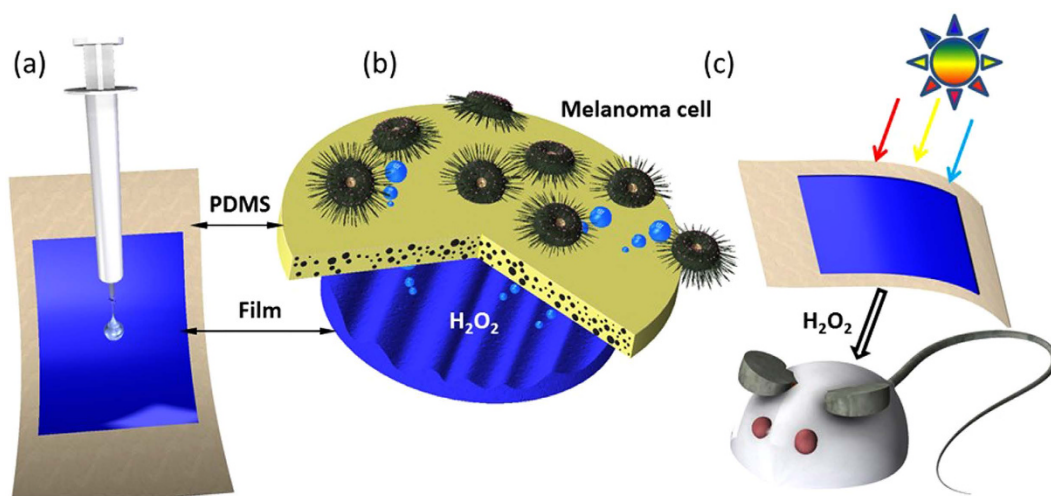 (a)
(b)
(c)
Melanoma cell
PDMS
Film
H₂O₂
H₂O₂